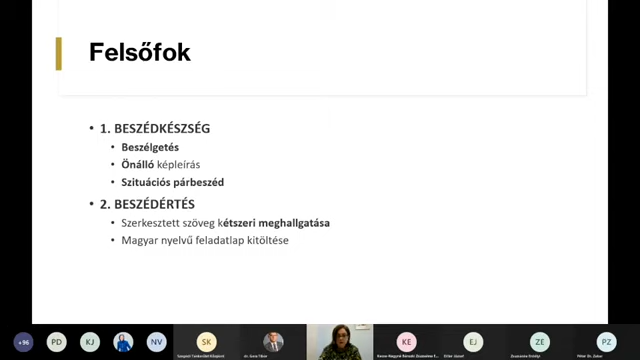 Felsőfok
• 1. BESZÉDKÉSZSÉG
• Beszélgetés
• Önálló képleírás
• Szituációs párbeszéd
• 2. BESZÉDÉRTÉS
• Szerkesztett szöveg kétszeri meghallgatása
• Magyar nyelvű feladatlap kitöltése
+96 PD KJ NV SK KE EJ ZE PZ